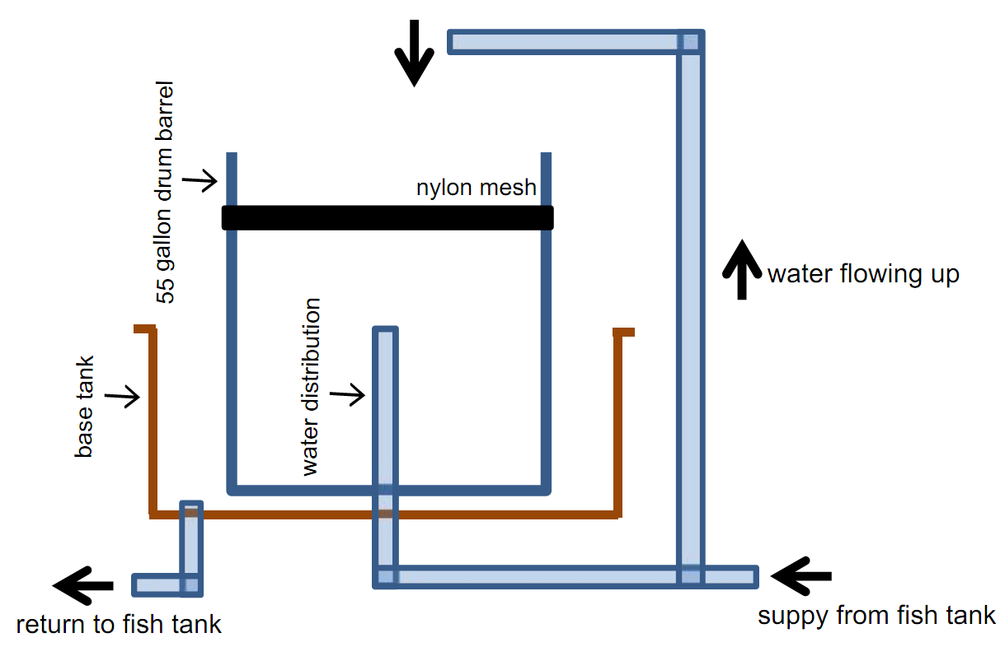 55 gallon drum barrel
nylon mesh
water flowing up
water distribution
base tank
return to fish tank
suppy from fish tank